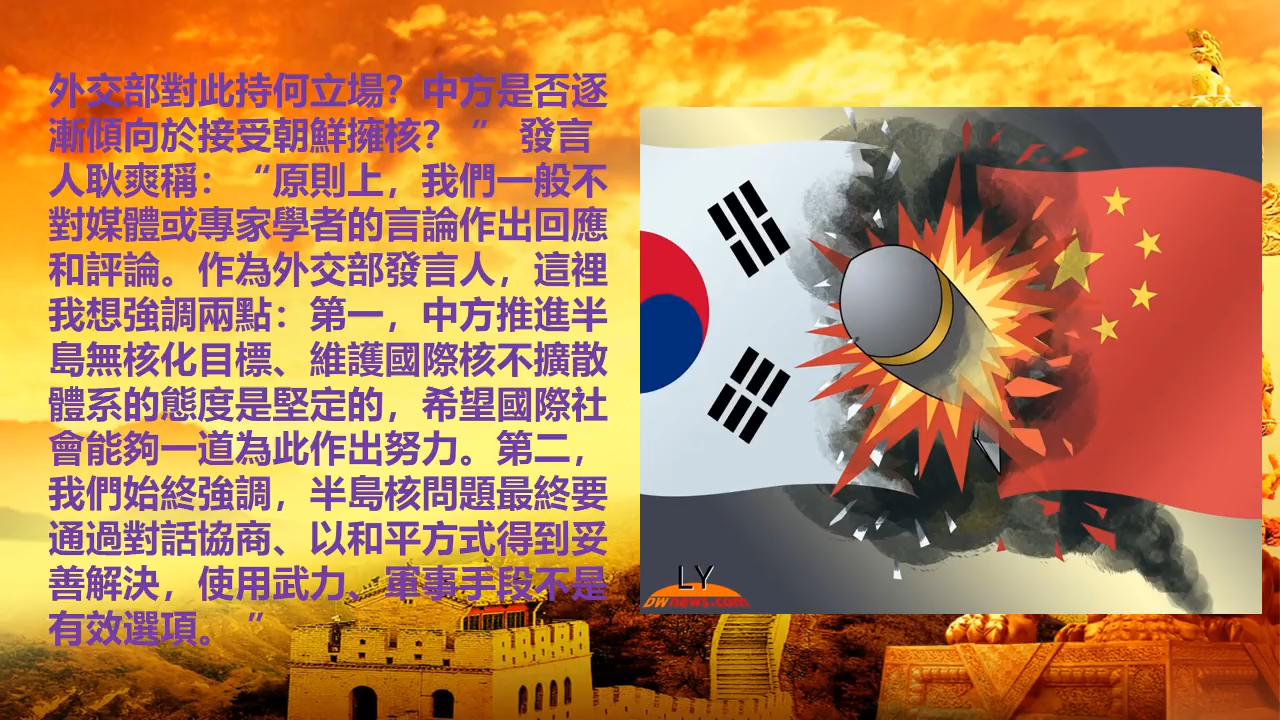 外交部對此持何立場？中方是否逐
漸傾向於接受朝鮮擁核？ ” 發言
人耿爽稱：“原則上，我們一般不
對媒體或專家學者的言論作出回應
和評論。作為外交部發言人，這裡
我想強調兩點：第一，中方推進半
島無核化目標、維護國際核不擴散
體系的態度是堅定的，希望國際社
會能夠一道為此作出努力。第二，
我們始終強調，半島核問題最終要
通過對話協商、以和平方式得到妥
善解決，使用武力、軍事手段不是
有效選項。 ”
LY
DWnews.com